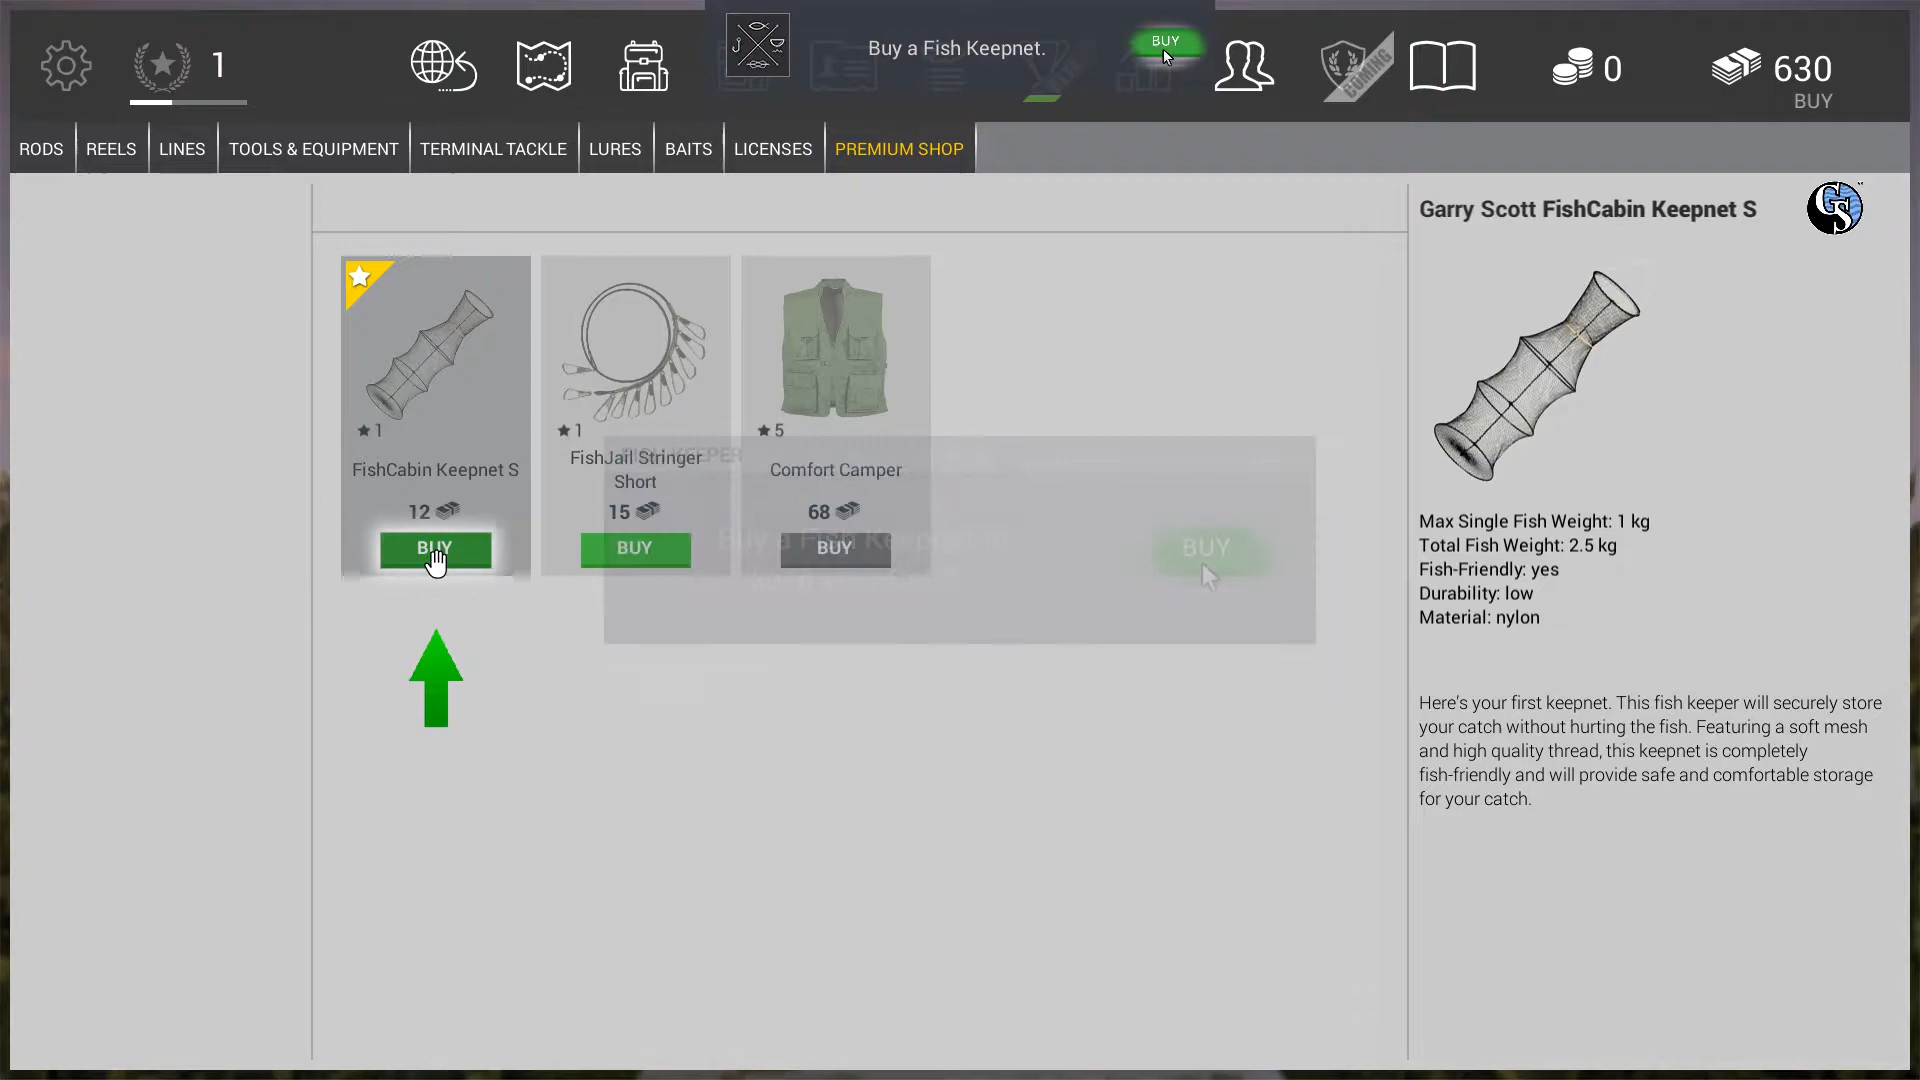 1
Buy a Fish Keepnet.
BUY
COMING
0
630
BUY
RODS
REELS
LINES
TOOLS & EQUIPMENT
TERMINAL TACKLE
LURES
BAITS
LICENSES
PREMIUM SHOP
1
FishCabin Keepnet S
12
BUY
1
FishJail Stringer
Short
15
BUY
5
Comfort Camper
68
BUY
Buy a Fish Keepnet
BUY
Garry Scott FishCabin Keepnet S
GS
Max Single Fish Weight: 1 kg
Total Fish Weight: 2.5 kg
Fish-Friendly: yes
Durability: low
Material: nylon
Here's your first keepnet. This fish keeper will securely store
your catch without hurting the fish. Featuring a soft mesh
and high quality thread, this keepnet is completely
fish-friendly and will provide safe and comfortable storage
for your catch.